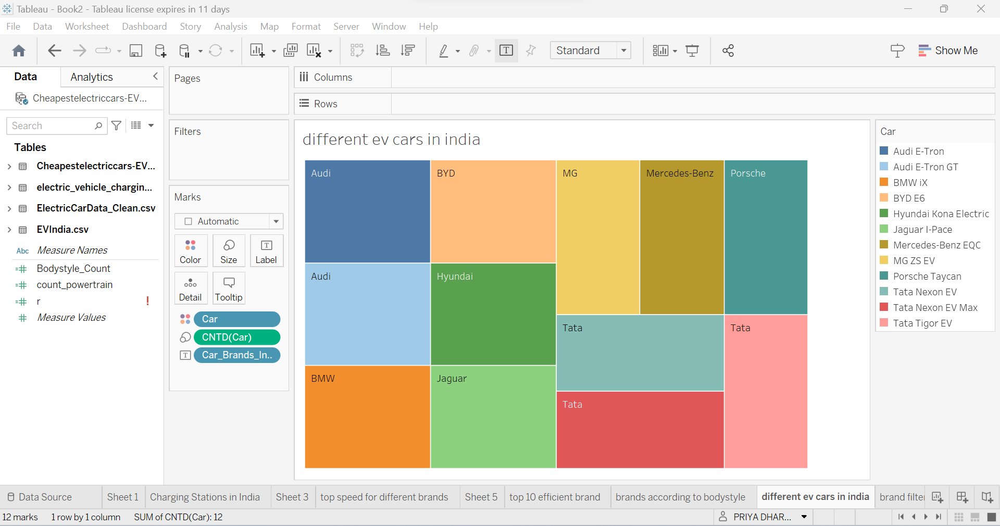 Tableau - Book2 - Tableau license expires in 11 days
File Data Worksheet Dashboard Story Analysis Map Format Server Window Help
Standard
Show Me
Data Analytics
Cheapestelectriccars-EV...
Search
Tables
Cheapestelectriccars-EV...
electric_vehicle_chargin...
ElectricCarData_Clean.csv
EVIndia.csv
Abc Measure Names
Bodystyle_Count
count_powertrain
r !
Measure Values
Pages
Filters
Marks
Automatic
Color Size T Label
Detail Tooltip
Car
CNTD(Car)
T Car_Brands_In..
Columns
Rows
different ev cars in india
Audi BYD MG Mercedes-Benz Porsche
Audi Hyundai
Tata Tata
BMW Jaguar
Tata
Car
Audi E-Tron
Audi E-Tron GT
BMW iX
BYD E6
Hyundai Kona Electric
Jaguar I-Pace
Mercedes-Benz EQC
MG ZS EV
Porsche Taycan
Tata Nexon EV
Tata Nexon EV Max
Tata Tigor EV
Data Source Sheet 1 Charging Stations in India Sheet 3 top speed for different brands Sheet 5 top 10 efficient brand brands according to bodystyle different ev cars in india brand filte
12 marks 1 row by 1 column SUM of CNTD(Car): 12 PRIYA DHAR...